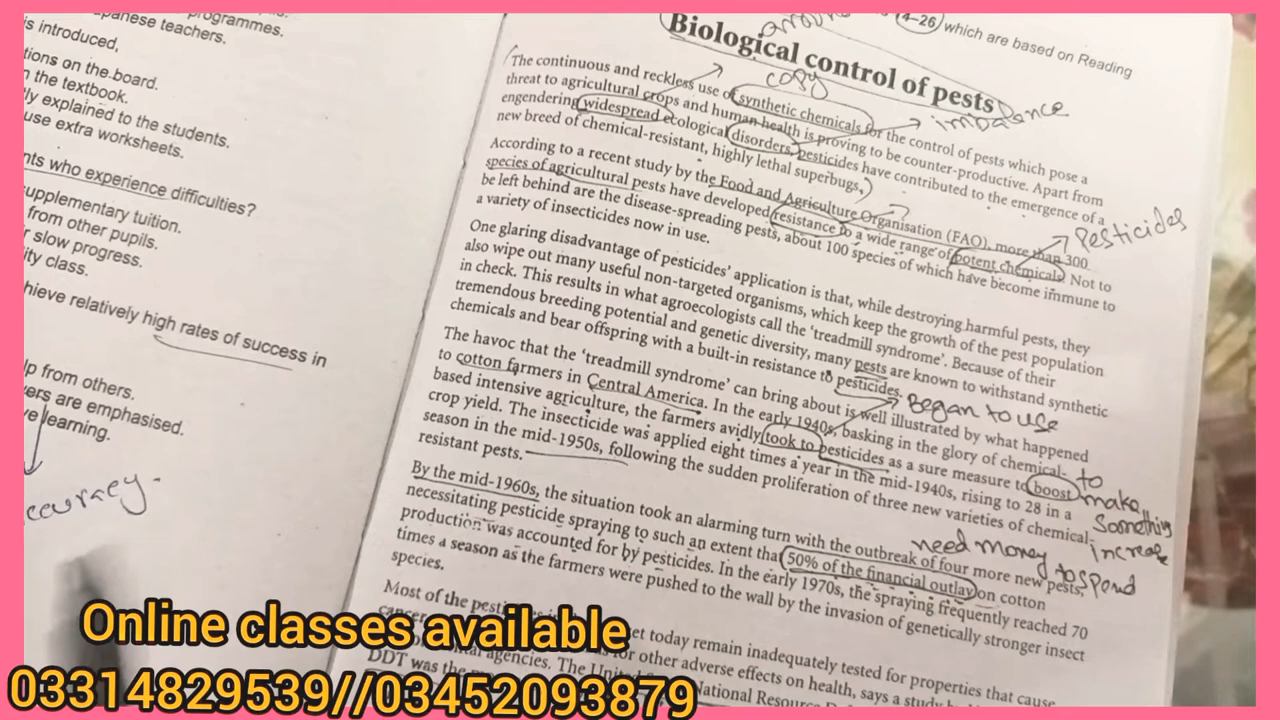 programmes.
panese teachers.
is introduced,
tions on the board.
n the textbook.
ly explained to the students.
use extra worksheets.
nts who experience difficulties?
upplementary tuition.
from other pupils.
r slow progress.
ity class.
hieve relatively high rates of success in
lp from others.
ers are emphasised.
ve learning.
ccuracy.
4–26 which are based on Reading
Biological control of pests
around
copy
imbalance
The continuous and reckless use of synthetic chemicals for the control of pests which pose a
threat to agricultural crops and human health is proving to be counter-productive. Apart from
engendering widespread ecological disorders, pesticides have contributed to the emergence of a
new breed of chemical-resistant, highly lethal superbugs.
According to a recent study by the Food and Agriculture Organisation (FAO), more than 300
species of agricultural pests have developed resistance to a wide range of potent chemicals. Not to
be left behind are the disease-spreading pests, about 100 species of which have become immune to
a variety of insecticides now in use.
Pesticides
One glaring disadvantage of pesticides' application is that, while destroying harmful pests, they
also wipe out many useful non-targeted organisms, which keep the growth of the pest population
in check. This results in what agroecologists call the 'treadmill syndrome'. Because of their
tremendous breeding potential and genetic diversity, many pests are known to withstand synthetic
chemicals and bear offspring with a built-in resistance to pesticides.
Began to use
The havoc that the 'treadmill syndrome' can bring about is well illustrated by what happened
to cotton farmers in Central America. In the early 1940s, basking in the glory of chemical-
based intensive agriculture, the farmers avidly took to pesticides as a sure measure to boost
crop yield. The insecticide was applied eight times a year in the mid-1940s, rising to 28 in a
season in the mid-1950s, following the sudden proliferation of three new varieties of chemical-
resistant pests.
to
make
Something
increase
need money
to spend
By the mid-1960s, the situation took an alarming turn with the outbreak of four more new pests,
necessitating pesticide spraying to such an extent that 50% of the financial outlay on cotton
production was accounted for by pesticides. In the early 1970s, the spraying frequently reached 70
times a season as the farmers were pushed to the wall by the invasion of genetically stronger insect
species.
Most of the pesti et today remain inadequately tested for properties that cause
cancer for other adverse effects on health, says a study
tal agencies. The United National Resource
DDT was the
Online classes available
03314829539//03452093879